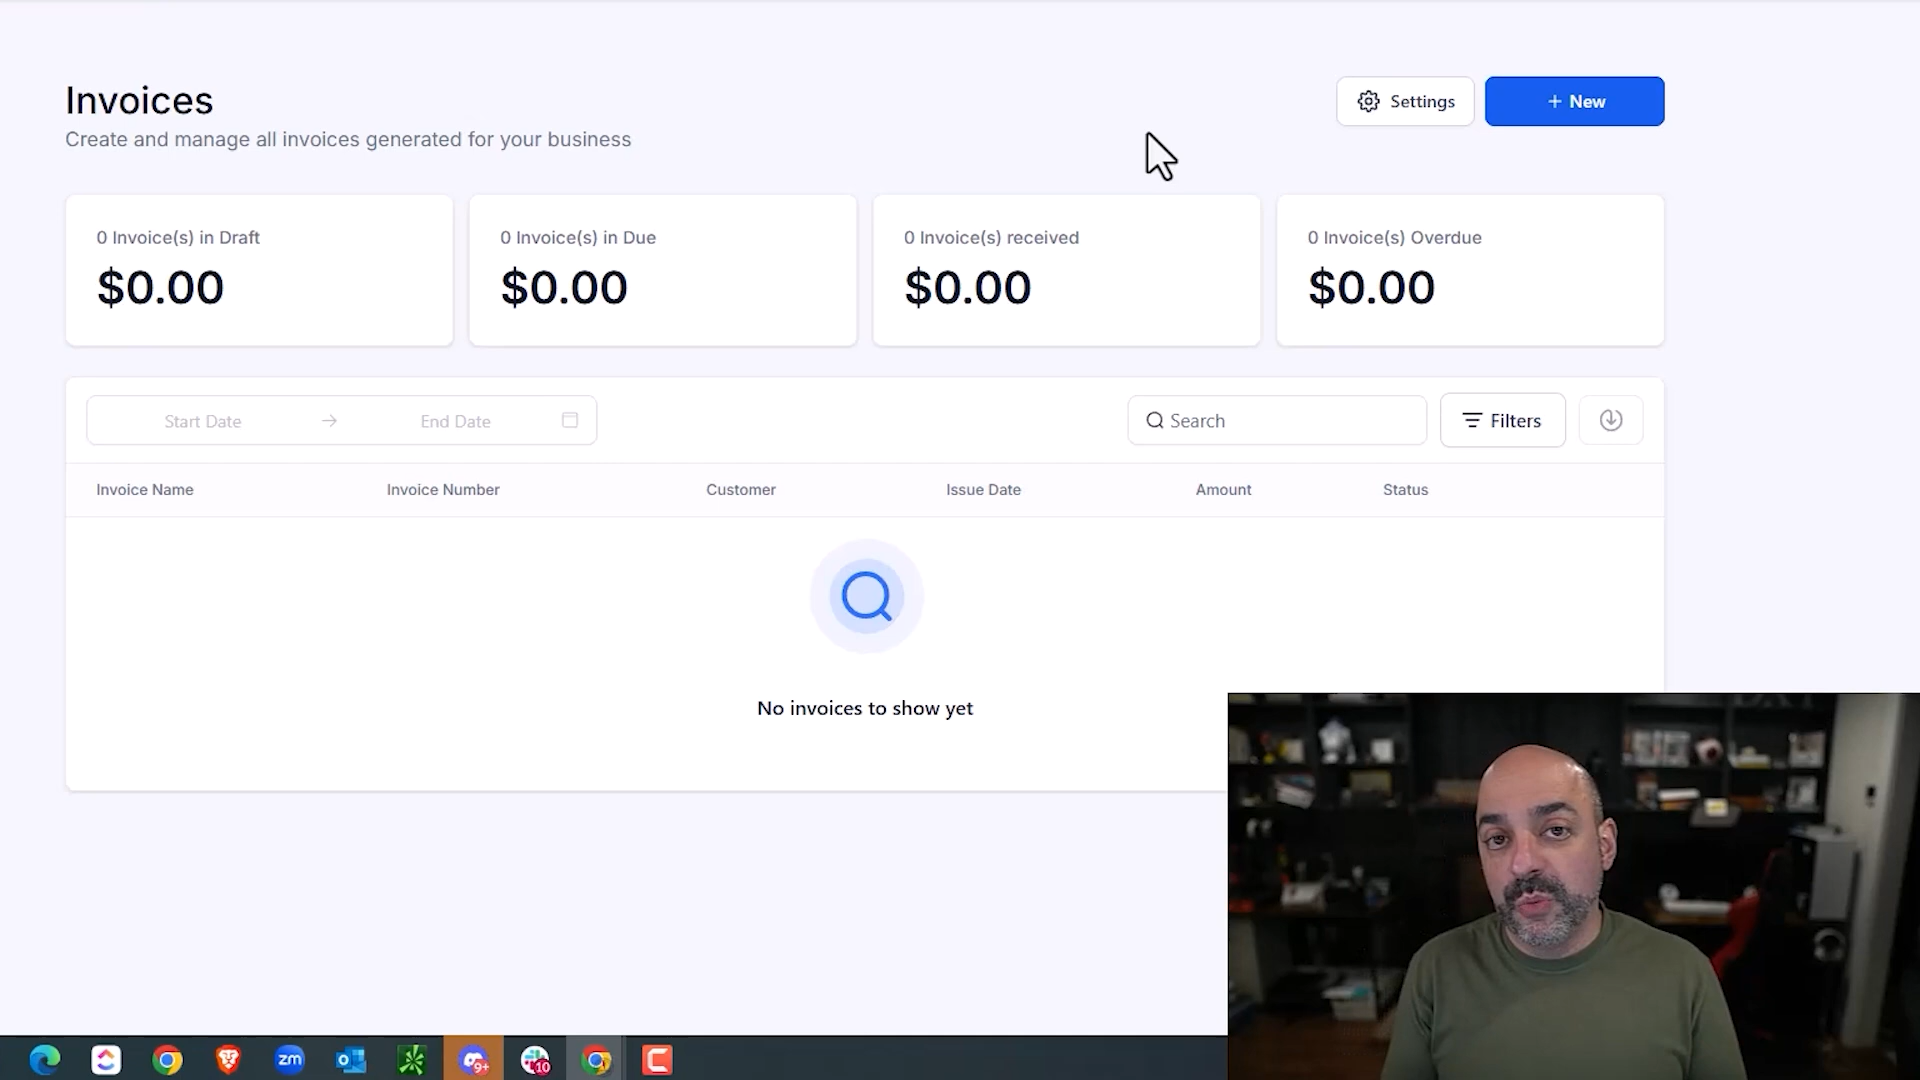 Invoices
Create and manage all invoices generated for your business
Settings
+ New
0 Invoice(s) in Draft
$0.00
0 Invoice(s) in Due
$0.00
0 Invoice(s) received
$0.00
0 Invoice(s) Overdue
$0.00
Start Date → End Date
Search
Filters
Invoice Name Invoice Number Customer Issue Date Amount Status
No invoices to show yet
zm
9+
10